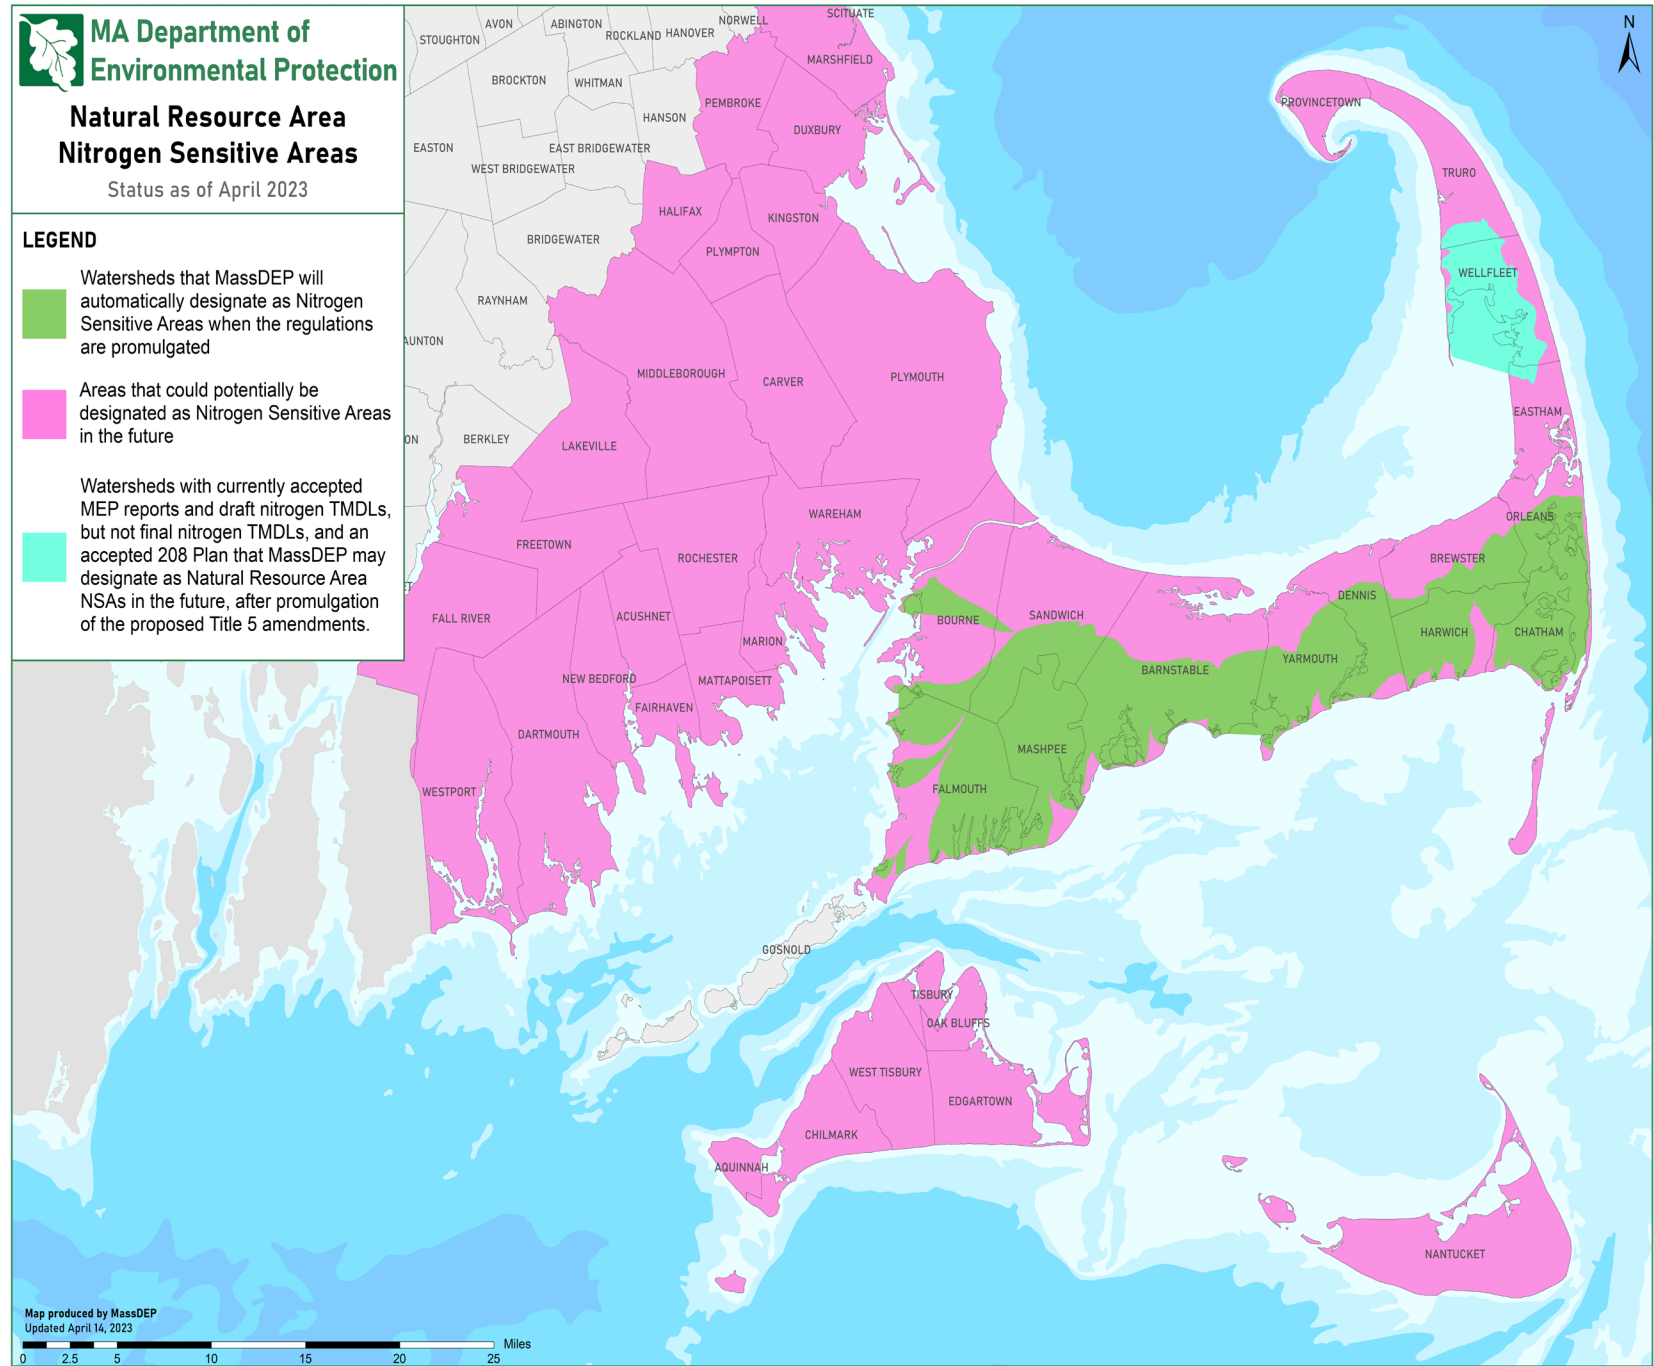 MA Department of
Environmental Protection
Natural Resource Area
Nitrogen Sensitive Areas
Status as of April 2023
LEGEND
Watersheds that MassDEP will
automatically designate as Nitrogen
Sensitive Areas when the regulations
are promulgated
Areas that could potentially be
designated as Nitrogen Sensitive Areas
in the future
Watersheds with currently accepted
MEP reports and draft nitrogen TMDLs,
but not final nitrogen TMDLs, and an
accepted 208 Plan that MassDEP may
designate as Natural Resource Area
NSAs in the future, after promulgation
of the proposed Title 5 amendments.
N
SCITUATE
NORWELL
AVON
ABINGTON
ROCKLAND
HANOVER
STOUGHTON
MARSHFIELD
BROCKTON
WHITMAN
PEMBROKE
PROVINCETOWN
HANSON
DUXBURY
EASTON
EAST BRIDGEWATER
WEST BRIDGEWATER
TRURO
HALIFAX
KINGSTON
BRIDGEWATER
PLYMPTON
WELLFLEET
RAYNHAM
AUNTON
MIDDLEBOROUGH
CARVER
PLYMOUTH
EASTHAM
ON
BERKLEY
LAKEVILLE
WAREHAM
ORLEANS
FREETOWN
ROCHESTER
BREWSTER
ET
DENNIS
FALL RIVER
ACUSHNET
BOURNE
SANDWICH
HARWICH
CHATHAM
MARION
YARMOUTH
BARNSTABLE
NEW BEDFORD
MATTAPOISETT
FAIRHAVEN
DARTMOUTH
MASHPEE
WESTPORT
FALMOUTH
GOSNOLD
TISBURY
OAK BLUFFS
WEST TISBURY
EDGARTOWN
CHILMARK
AQUINNAH
NANTUCKET
Map produced by MassDEP
Updated April 14, 2023
Miles
0 2.5 5 10 15 20 25